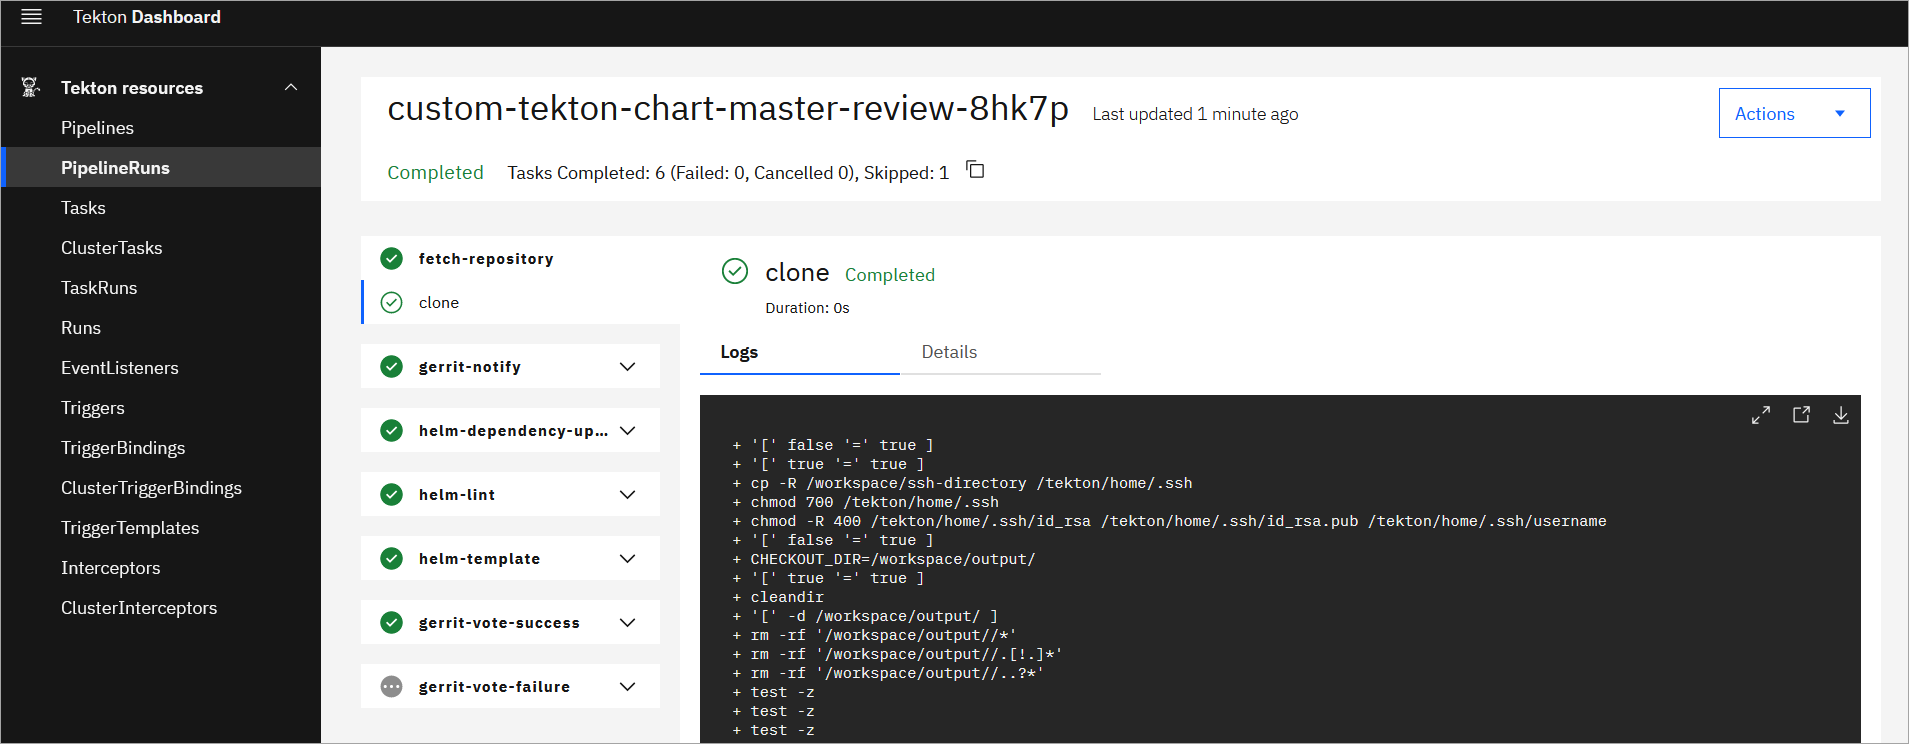 Tekton Dashboard
Tekton resources
Pipelines
PipelineRuns
Tasks
ClusterTasks
TaskRuns
Runs
EventListeners
Triggers
TriggerBindings
ClusterTriggerBindings
TriggerTemplates
Interceptors
ClusterInterceptors
custom-tekton-chart-master-review-8hk7p Last updated 1 minute ago
Actions
Completed Tasks Completed: 6 (Failed: 0, Cancelled 0), Skipped: 1
fetch-repository
clone
gerrit-notify
helm-dependency-up...
helm-lint
helm-template
gerrit-vote-success
gerrit-vote-failure
clone Completed
Duration: 0s
Logs Details
+ '[' false '=' true ]
+ '[' true '=' true ]
+ cp -R /workspace/ssh-directory /tekton/home/.ssh
+ chmod 700 /tekton/home/.ssh
+ chmod -R 400 /tekton/home/.ssh/id_rsa /tekton/home/.ssh/id_rsa.pub /tekton/home/.ssh/username
+ '[' false '=' true ]
+ CHECKOUT_DIR=/workspace/output/
+ '[' true '=' true ]
+ cleandir
+ '[' -d /workspace/output/ ]
+ rm -rf '/workspace/output//*'
+ rm -rf '/workspace/output//.[!.]*'
+ rm -rf '/workspace/output//..?*'
+ test -z
+ test -z
+ test -z